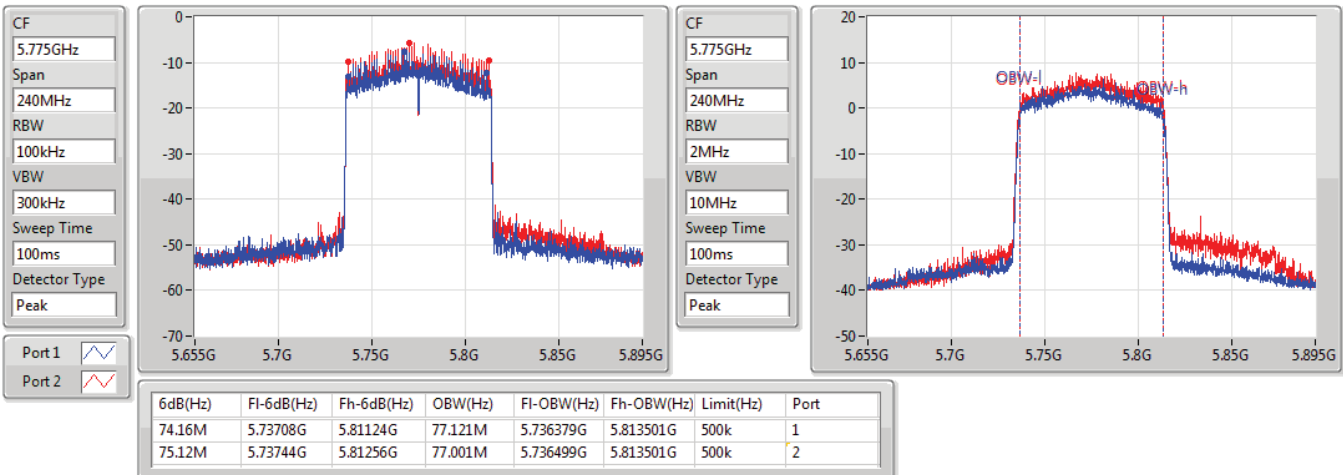 CF
5.775GHz
Span
240MHz
RBW
100kHz
VBW
300kHz
Sweep Time
100ms
Detector Type
Peak
Port 1
Port 2
0
-10
-20
-30
-40
-50
-60
-70
5.655G 5.7G 5.75G 5.8G 5.85G 5.895G
CF
5.775GHz
Span
240MHz
RBW
2MHz
VBW
10MHz
Sweep Time
100ms
Detector Type
Peak
20
10
0
-10
-20
-30
-40
-50
OBW-l
OBW-h
5.655G 5.7G 5.75G 5.8G 5.85G 5.895G
6dB(Hz) Fl-6dB(Hz) Fh-6dB(Hz) OBW(Hz) Fl-OBW(Hz) Fh-OBW(Hz) Limit(Hz) Port
74.16M 5.73708G 5.81124G 77.121M 5.736379G 5.813501G 500k 1
75.12M 5.73744G 5.81256G 77.001M 5.736499G 5.813501G 500k 2